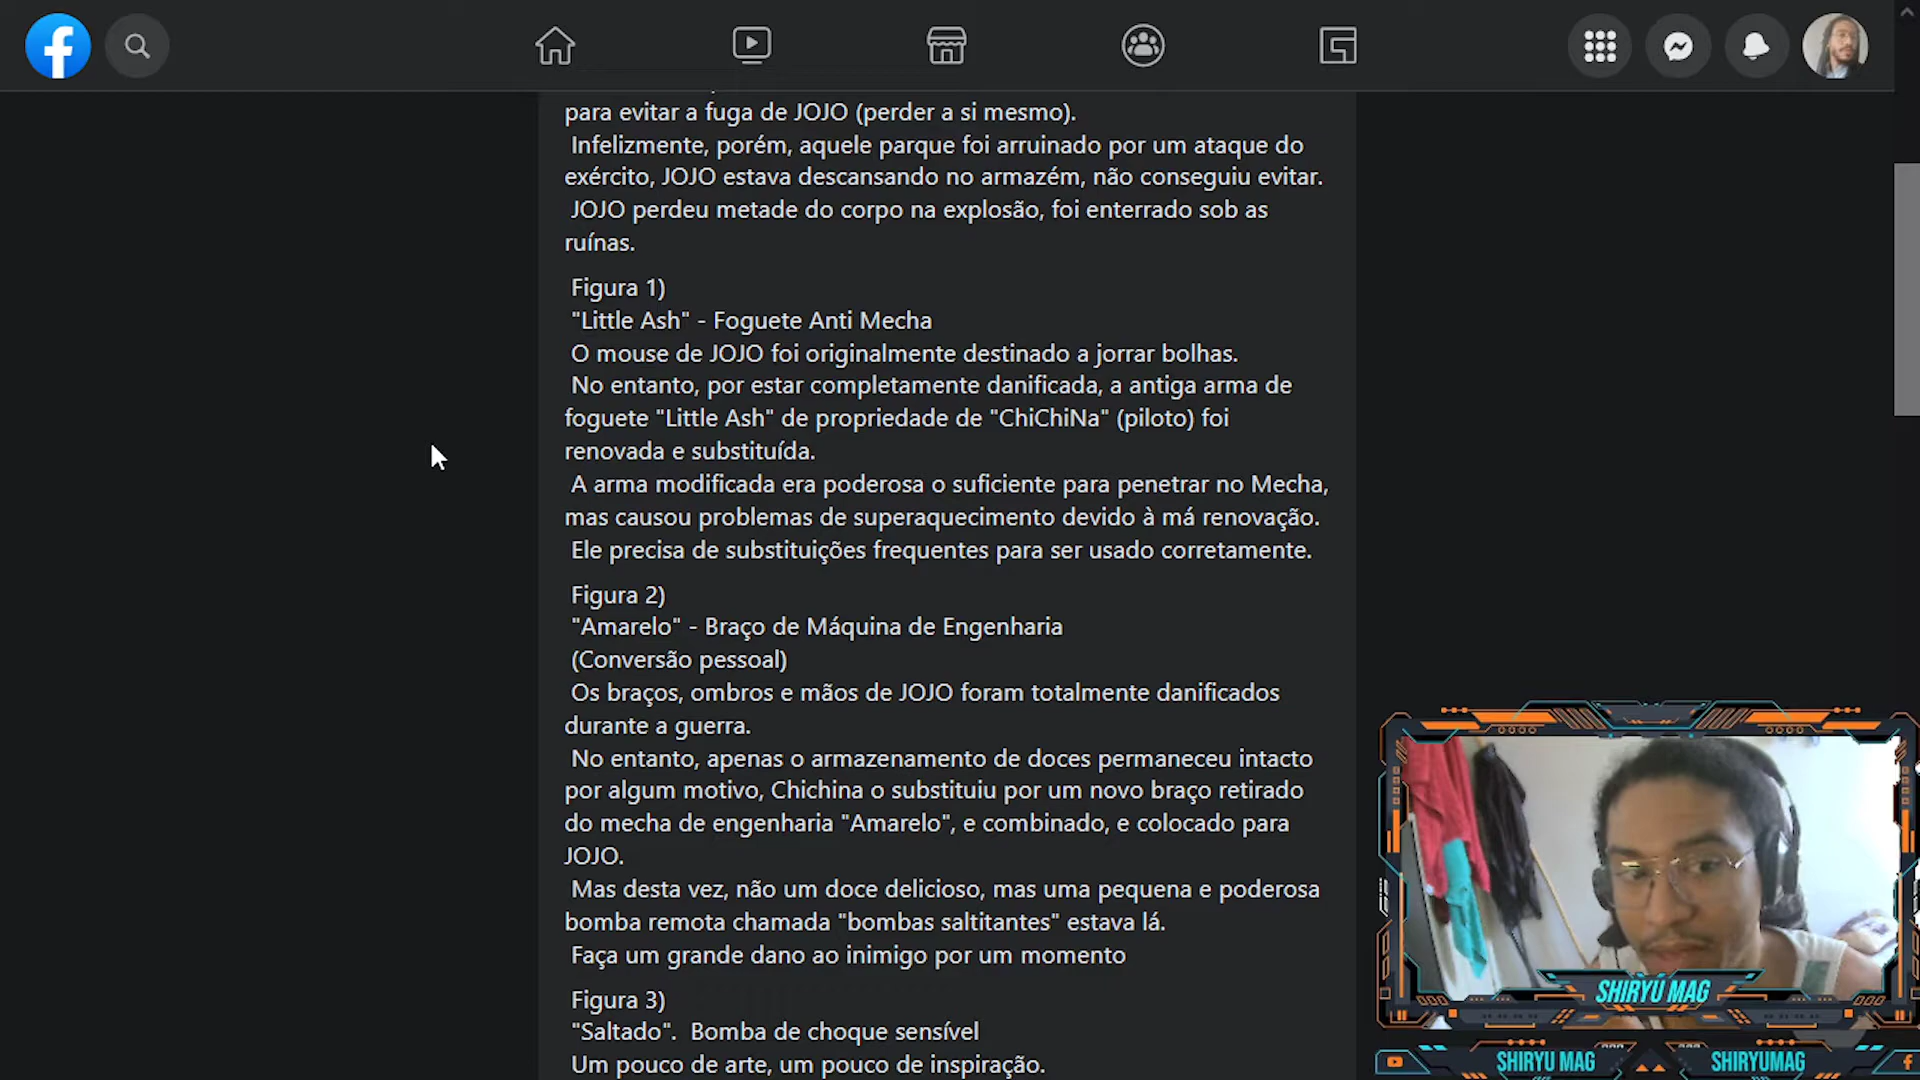 para evitar a fuga de JOJO (perder a si mesmo).
Infelizmente, porém, aquele parque foi arruinado por um ataque do
exército, JOJO estava descansando no armazém, não conseguiu evitar.
JOJO perdeu metade do corpo na explosão, foi enterrado sob as
ruínas.
Figura 1)
"Little Ash" - Foguete Anti Mecha
O mouse de JOJO foi originalmente destinado a jorrar bolhas.
No entanto, por estar completamente danificada, a antiga arma de
foguete "Little Ash" de propriedade de "ChiChiNa" (piloto) foi
renovada e substituída.
A arma modificada era poderosa o suficiente para penetrar no Mecha,
mas causou problemas de superaquecimento devido à má renovação.
Ele precisa de substituições frequentes para ser usado corretamente.
Figura 2)
"Amarelo" - Braço de Máquina de Engenharia
(Conversão pessoal)
Os braços, ombros e mãos de JOJO foram totalmente danificados
durante a guerra.
No entanto, apenas o armazenamento de doces permaneceu intacto
por algum motivo, Chichina o substituiu por um novo braço retirado
do mecha de engenharia "Amarelo", e combinado, e colocado para
JOJO.
Mas desta vez, não um doce delicioso, mas uma pequena e poderosa
bomba remota chamada "bombas saltitantes" estava lá.
Faça um grande dano ao inimigo por um momento
Figura 3)
"Saltado".  Bomba de choque sensível
Um pouco de arte, um pouco de inspiração.
SHIRYU MAG
SHIRYU MAG
SHIRYUMAG